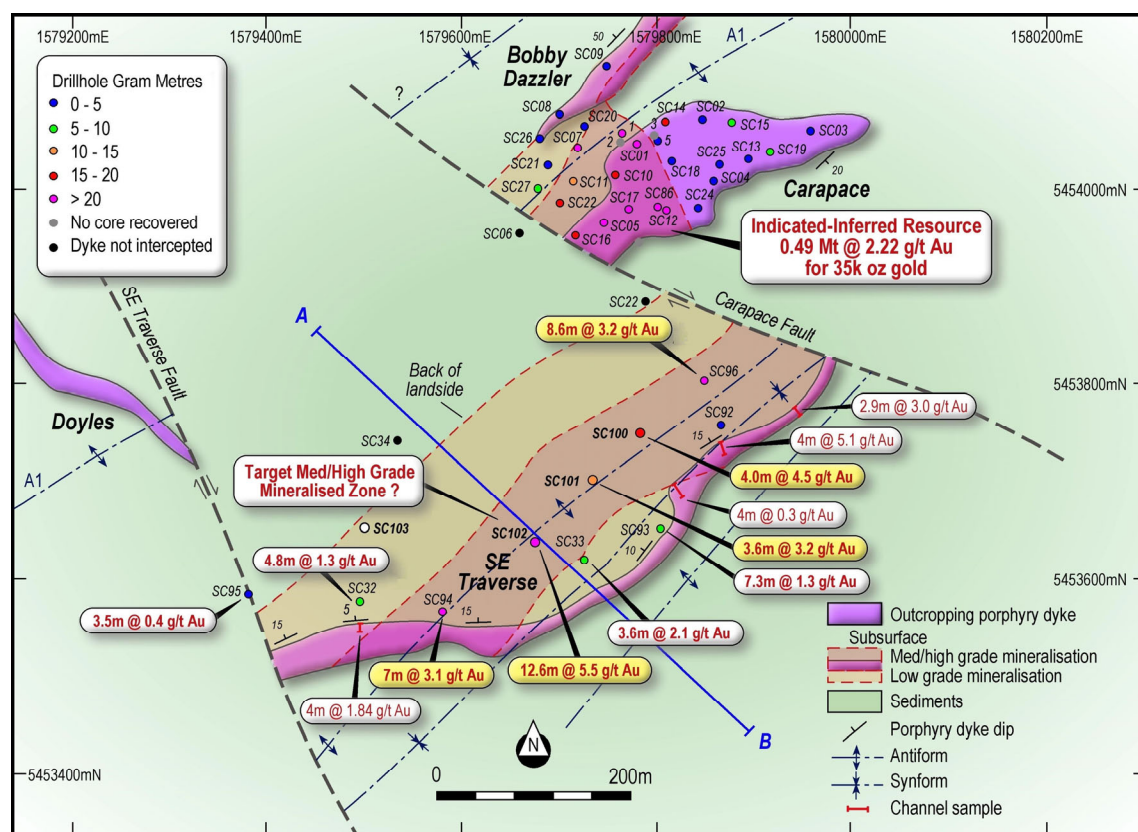 1579200mE
1579400mE
1579600mE
1579800mE
1580000mE
1580200mE
5454000mN
5453800mN
5453600mN
5453400mN
Drillhole Gram Metres
0 - 5
5 - 10
10 - 15
15 - 20
> 20
No core recovered
Dyke not intercepted
?
50
A1
Bobby
Dazzler
SC09
SC08
SC20
SC07
SC26
SC21
SC27
SC11
SC22
SC06
SC16
SC14
SC02
SC15
SC03
1
2
3
5
SC01
SC10
SC17
SC05
SC86
SC12
SC18
SC25
SC13
SC19
SC04
SC24
20
Carapace
Indicated-Inferred Resource
0.49 Mt @ 2.22 g/t Au
for 35k oz gold
SE Traverse Fault
Carapace Fault
Doyles
A1
A
B
SC22
8.6m @ 3.2 g/t Au
SC96
Back of
landside
SC34
SC92
15
2.9m @ 3.0 g/t Au
4m @ 5.1 g/t Au
SC100
4.0m @ 4.5 g/t Au
Target Med/High Grade
Mineralised Zone ?
SC101
4m @ 0.3 g/t Au
SC103
SC102
SC33
SC93
10
3.6m @ 3.2 g/t Au
4.8m @ 1.3 g/t Au
SE
Traverse
7.3m @ 1.3 g/t Au
SC95
SC32
SC94
3.5m @ 0.4 g/t Au
15
5
15
3.6m @ 2.1 g/t Au
7m @ 3.1 g/t Au
12.6m @ 5.5 g/t Au
4m @ 1.84 g/t Au
N
0
200m
Outcropping porphyry dyke
Subsurface
Med/high grade mineralisation
Low grade mineralisation
Sediments
Porphyry dyke dip
Antiform
Synform
Channel sample